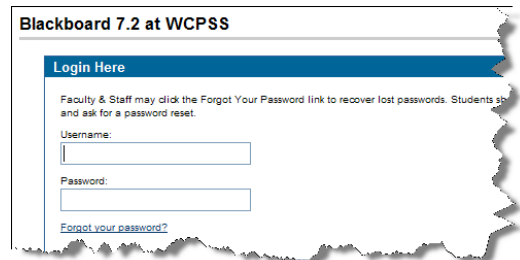 Blackboard 7.2 at WCPSS
Login Here
Faculty & Staff may click the Forgot Your Password link to recover lost passwords. Students
and ask for a password reset.
Username:
Password:
Forgot your password?